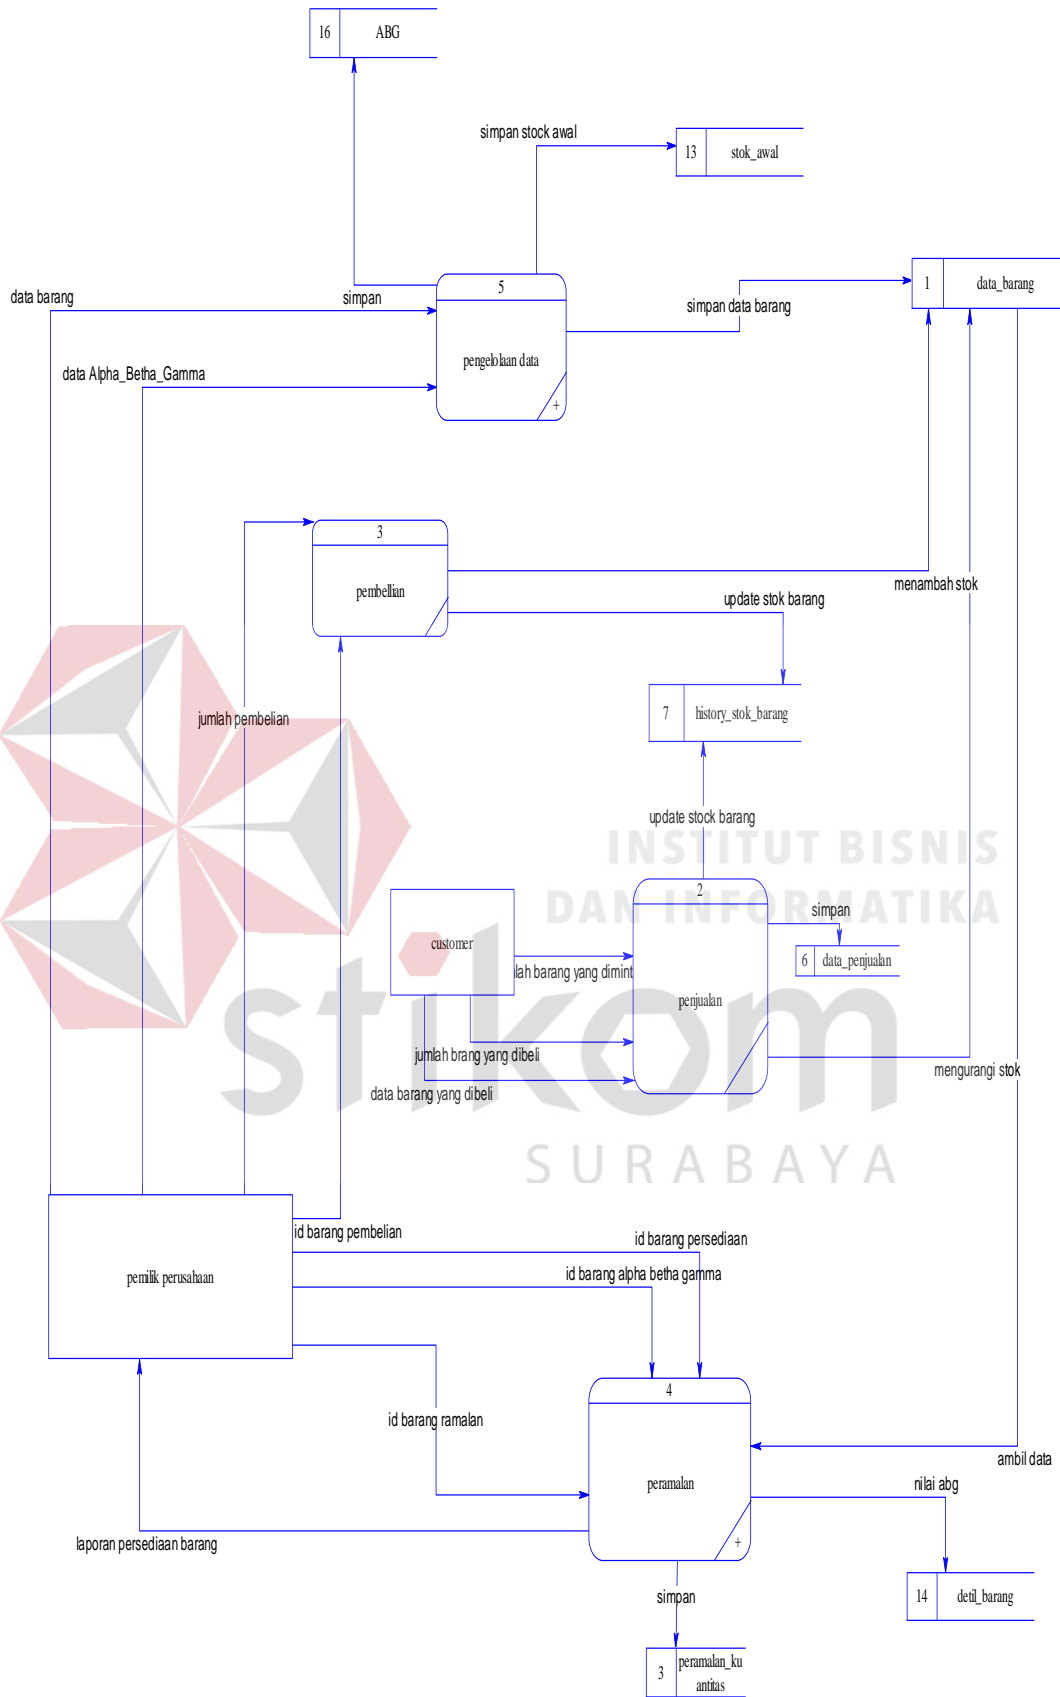 16 ABG
simpan stock awal
13 stok_awal
1 data_barang
5
data barang
simpan
simpan data barang
pengelolaan data
data Alpha_Betha_Gamma
+
3
pembellian
menambah stok
update stok barang
7 history_stok_barang
jumlah pembelian
update stock barang
INSTITUT BISNIS
DAN INFORMATIKA
2
simpan
customer
6 data_penjualan
lah barang yang dimint
penjualan
jumlah brang yang dibeli
mengurangi stok
data barang yang dibeli
stikom
SURABAYA
id barang pembelian
id barang persediaan
pemilik perusahaan
id barang alpha betha gamma
4
id barang ramalan
ambil data
peramalan
nilai abg
laporan persediaan barang
+
simpan
14 detil_barang
3 peramalan_ku
antitas